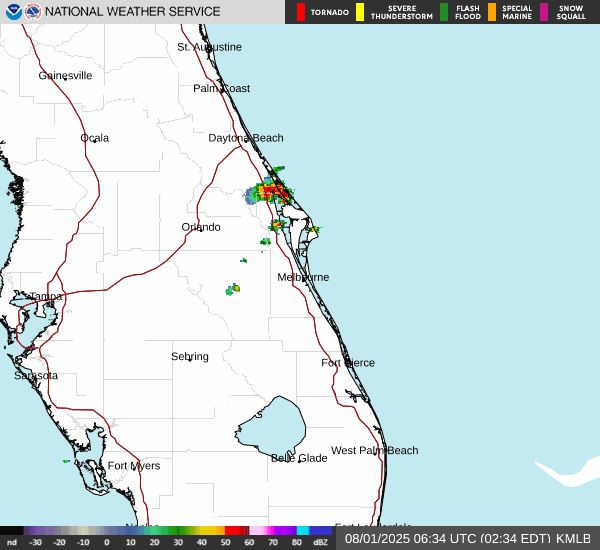 NATIONAL WEATHER SERVICE
TORNADO
SEVERE
THUNDERSTORM
FLASH
FLOOD
SPECIAL
MARINE
SNOW
SQUALL
St. Augustine
Gainesville
Palm Coast
Ocala
Daytona Beach
Orlando
Melbourne
Tampa
Sebring
Fort Pierce
Sarasota
West Palm Beach
Belle Glade
Fort Myers
nd -30 -20 -10 0 10 20 30 40 50 60 70 80 dBZ
08/01/2025 06:34 UTC (02:34 EDT) KMLB